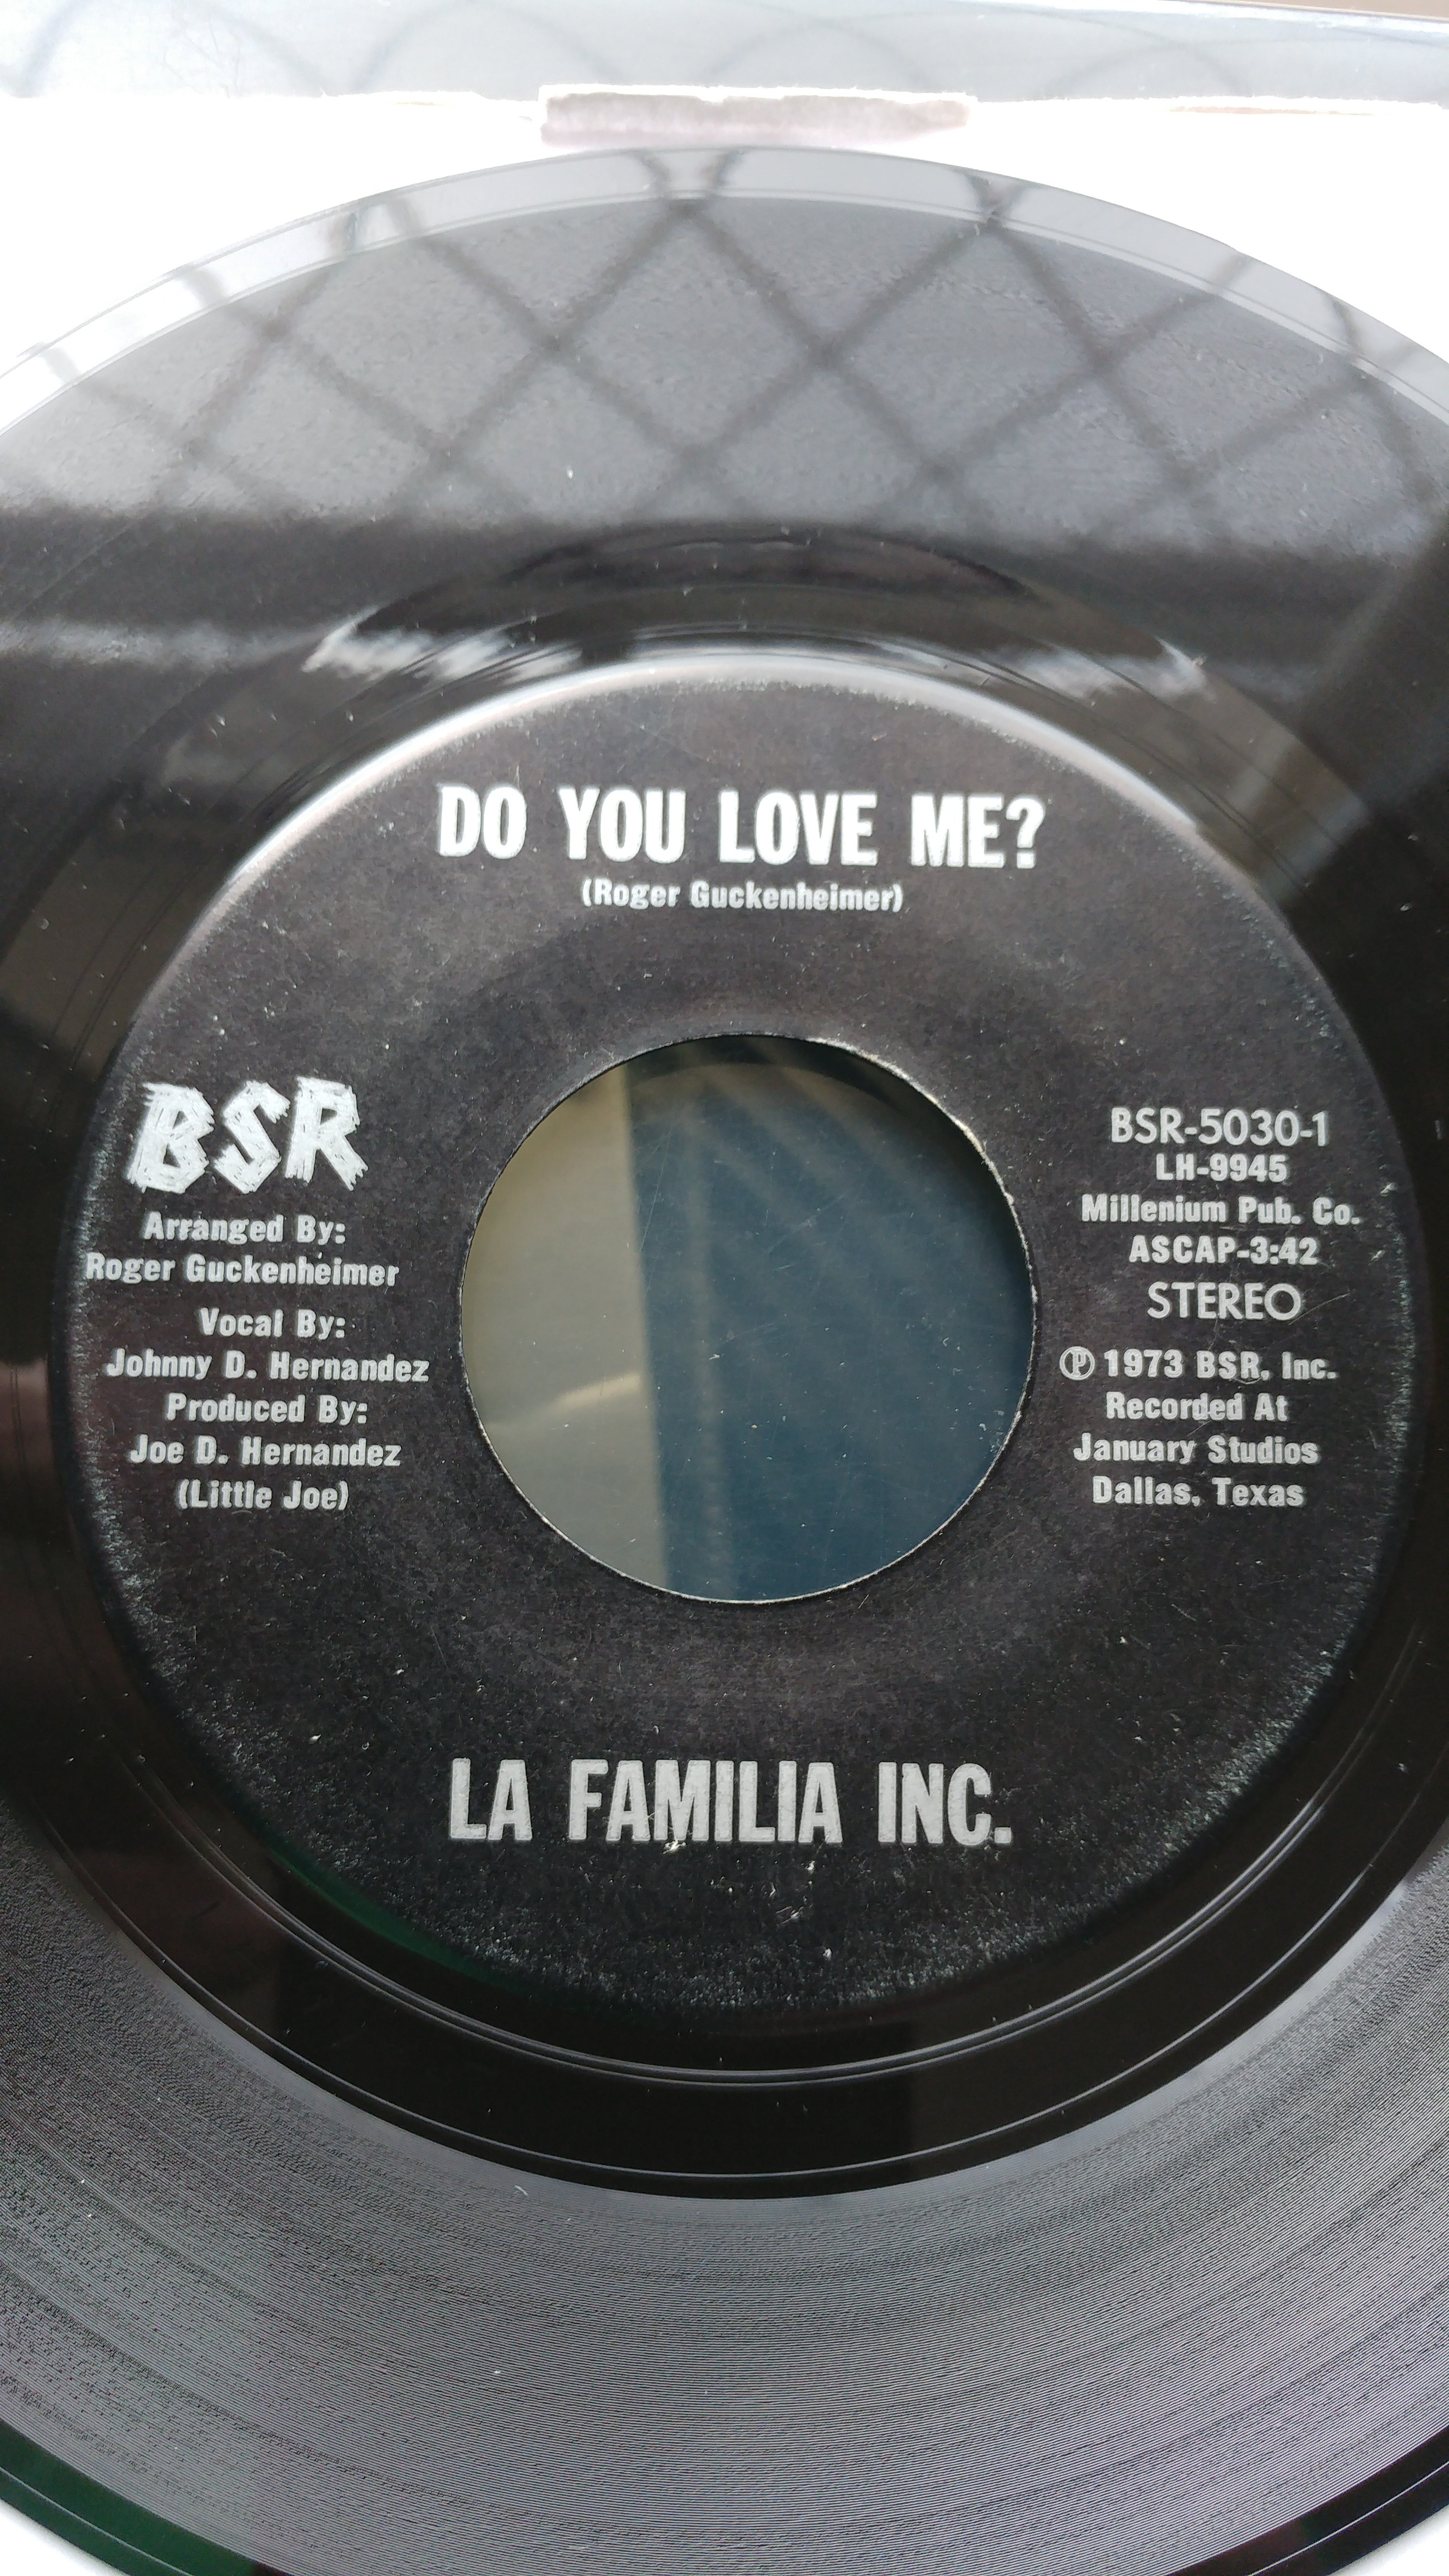 DO YOU LOVE ME?
(Roger Guckenheimer)
BSR
Arranged By:
Roger Guckenheimer
Vocal By:
Johnny D. Hernandez
Produced By:
Joe D. Hernandez
(Little Joe)
BSR-5030-1
LH-9945
Millenium Pub. Co.
ASCAP-3:42
STEREO
℗ 1973 BSR, Inc.
Recorded At
January Studios
Dallas, Texas
LA FAMILIA INC.